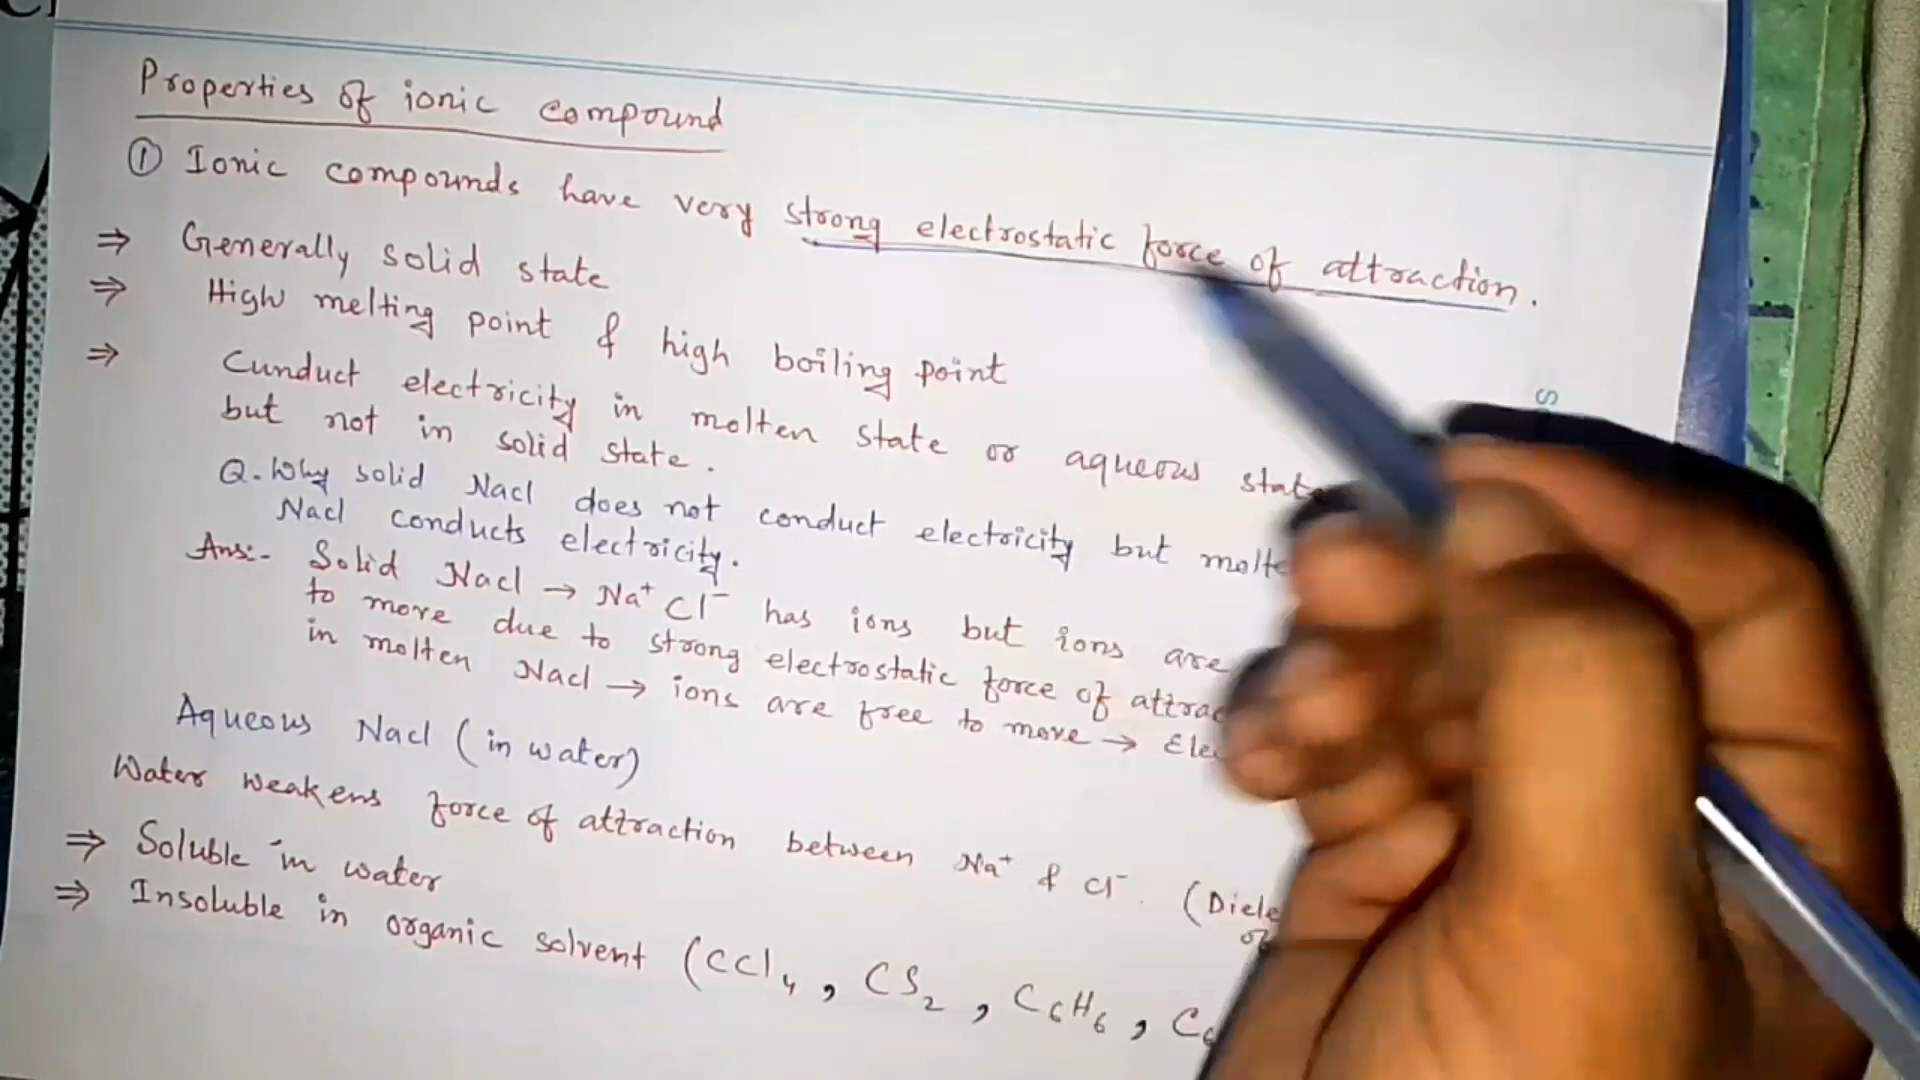 Properties of ionic compound
① Ionic compounds have very strong electrostatic force of attraction.
⇒ Generally solid state
⇒ High melting point & high boiling point
⇒ Cunduct electricity in molten state or aqueous
but not in solid state.
Q. Why solid Nacl does not conduct electricity but
Nacl conducts electricity.
Ans:- Solid Nacl → Na⁺ Cl⁻ has ions but ions are
to move due to strong electrostatic force of
in molten Nacl → ions are free to move →
Aqueous Nacl (in water)
Water weakens force of attraction between Na⁺ & Cl⁻.
⇒ Soluble in water
⇒ Insoluble in organic solvent (CCl₄, CS₂, C₆H₆,